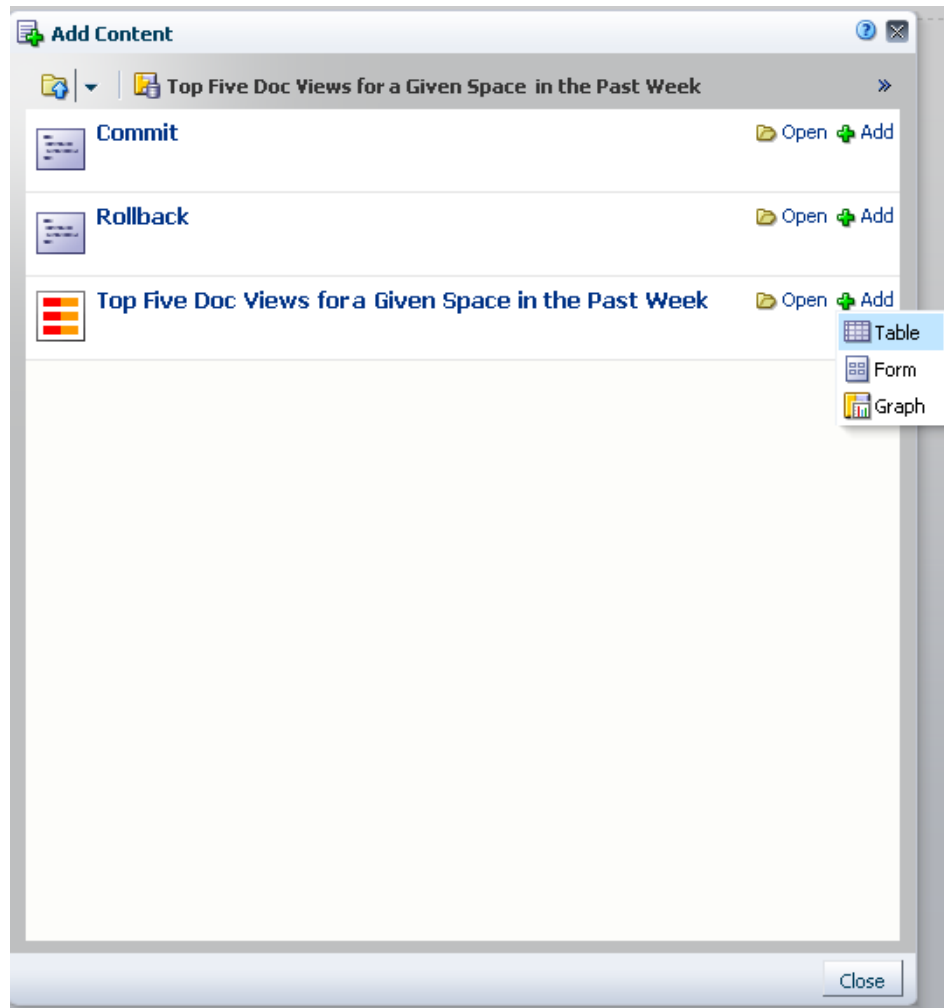 Add Content
Top Five Doc Views for a Given Space in the Past Week
Commit Open Add
Rollback Open Add
Top Five Doc Views for a Given Space in the Past Week Open Add
Table
Form
Graph
Close